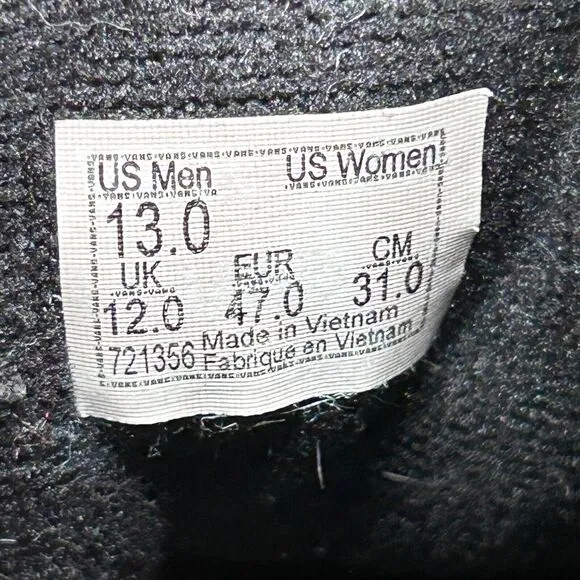 US Men US Women
13.0
UK EUR CM
12.0 47.0 31.0
721356 Made in Vietnam
Fabrique en Vietnam